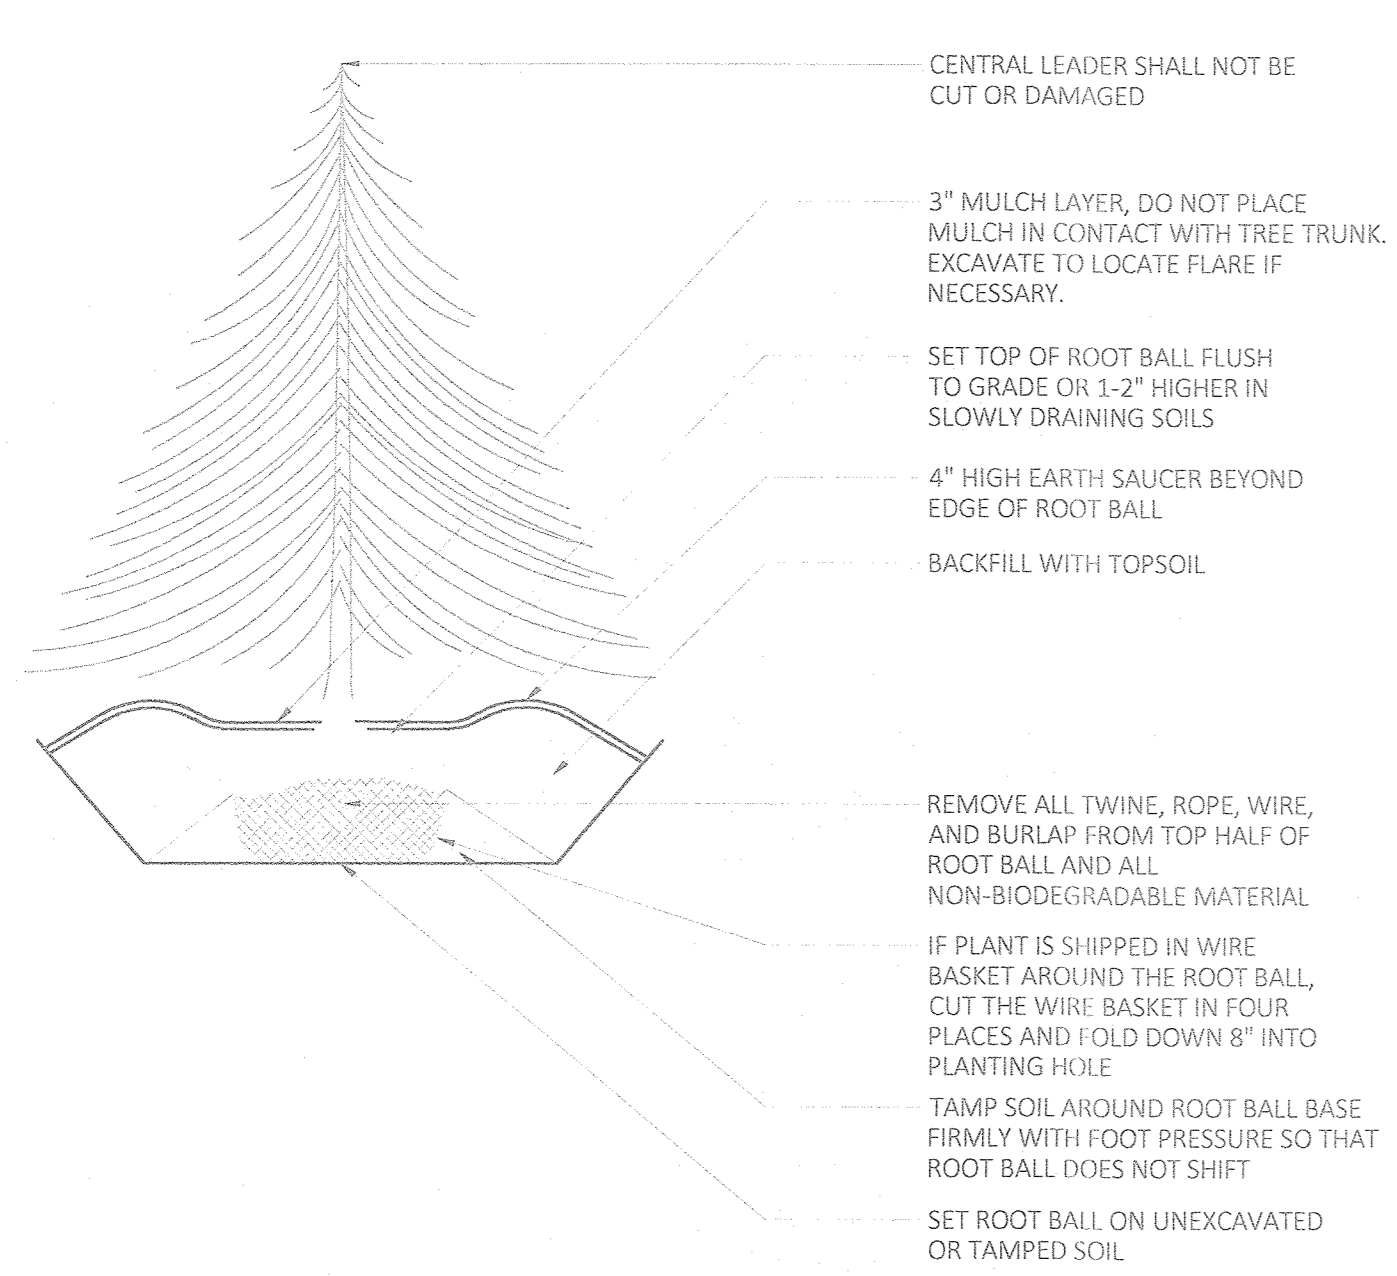 CENTRAL LEADER SHALL NOT BE
CUT OR DAMAGED
3" MULCH LAYER, DO NOT PLACE
MULCH IN CONTACT WITH TREE TRUNK.
EXCAVATE TO LOCATE FLARE IF
NECESSARY.
SET TOP OF ROOT BALL FLUSH
TO GRADE OR 1-2" HIGHER IN
SLOWLY DRAINING SOILS
4" HIGH EARTH SAUCER BEYOND
EDGE OF ROOT BALL
BACKFILL WITH TOPSOIL
REMOVE ALL TWINE, ROPE, WIRE,
AND BURLAP FROM TOP HALF OF
ROOT BALL AND ALL
NON-BIODEGRADABLE MATERIAL
IF PLANT IS SHIPPED IN WIRE
BASKET AROUND THE ROOT BALL,
CUT THE WIRE BASKET IN FOUR
PLACES AND FOLD DOWN 8" INTO
PLANTING HOLE
TAMP SOIL AROUND ROOT BALL BASE
FIRMLY WITH FOOT PRESSURE SO THAT
ROOT BALL DOES NOT SHIFT
SET ROOT BALL ON UNEXCAVATED
OR TAMPED SOIL